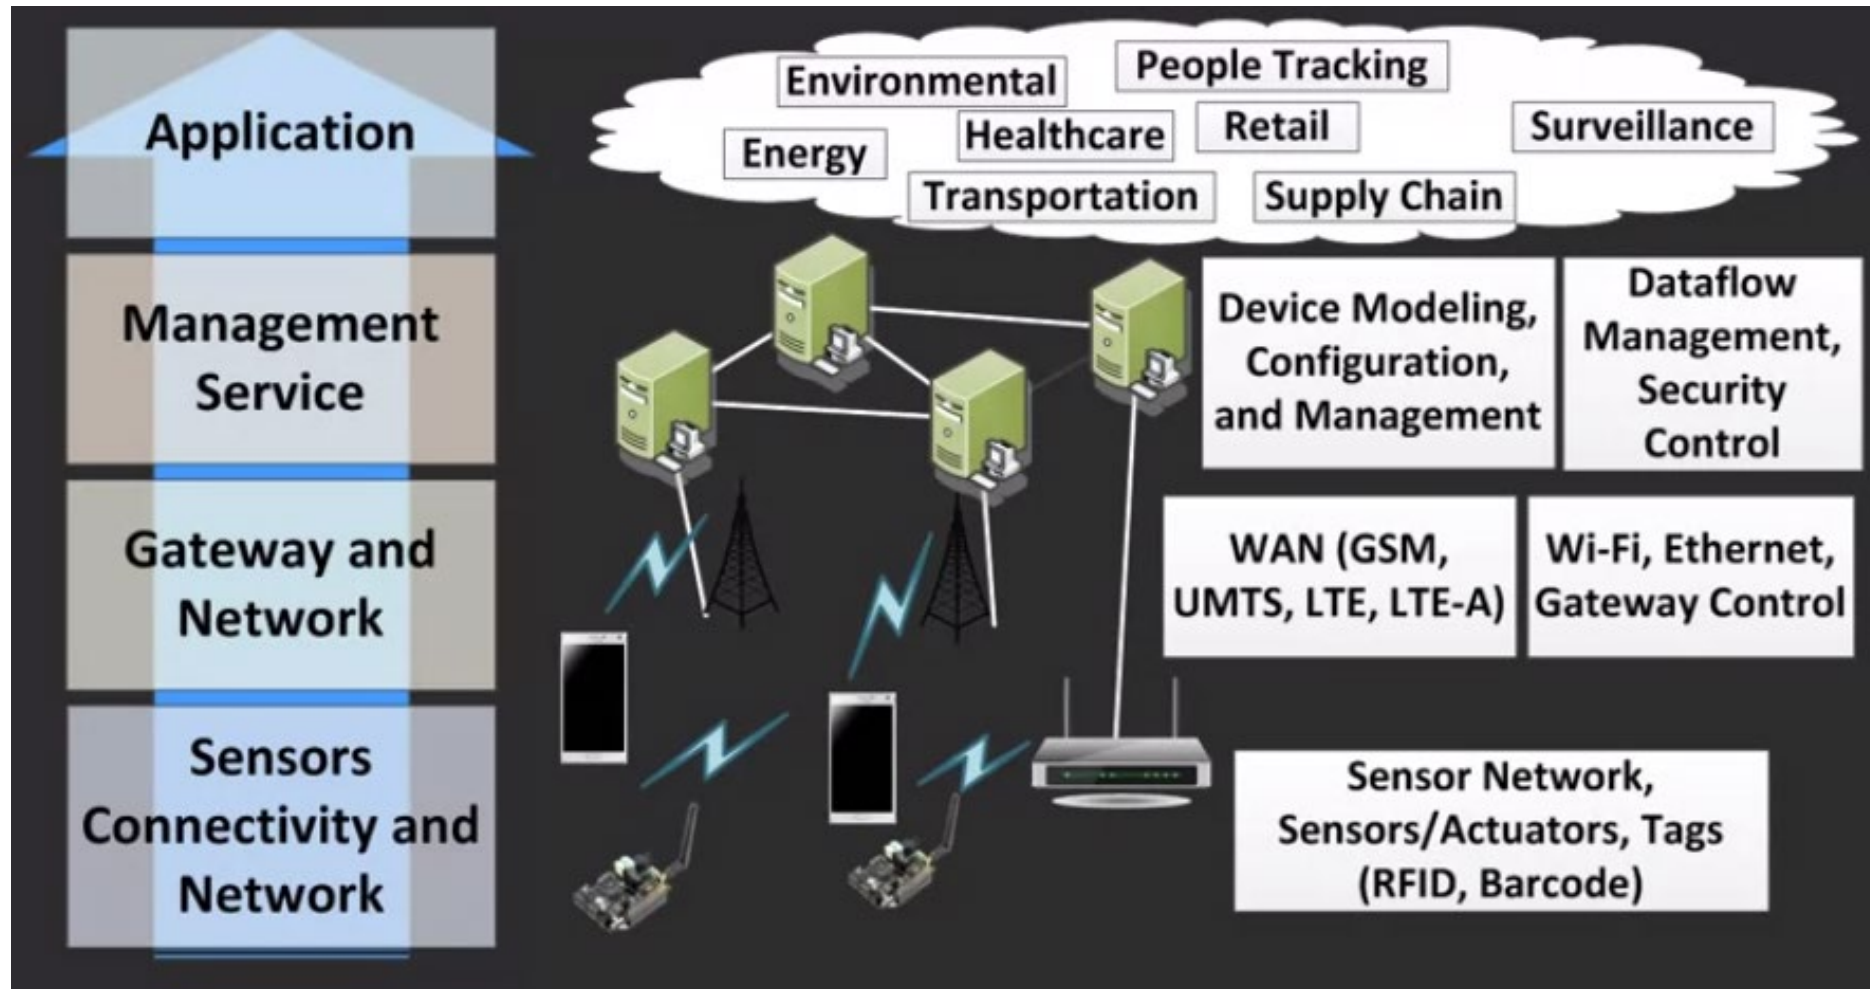 Application
Management
Service
Gateway and
Network
Sensors
Connectivity and
Network
Environmental
People Tracking
Energy
Healthcare
Retail
Surveillance
Transportation
Supply Chain
Device Modeling,
Configuration,
and Management
Dataflow
Management,
Security
Control
WAN (GSM,
UMTS, LTE, LTE-A)
Wi-Fi, Ethernet,
Gateway Control
Sensor Network,
Sensors/Actuators, Tags
(RFID, Barcode)